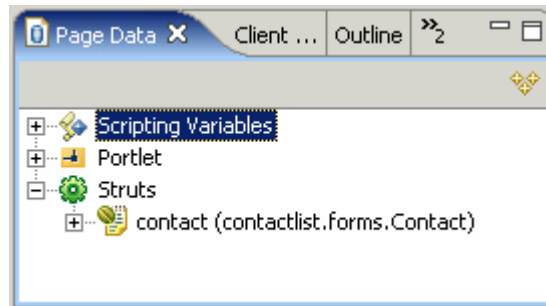 Page Data Client ... Outline »2
Scripting Variables
Portlet
Struts
contact (contactlist.forms.Contact)